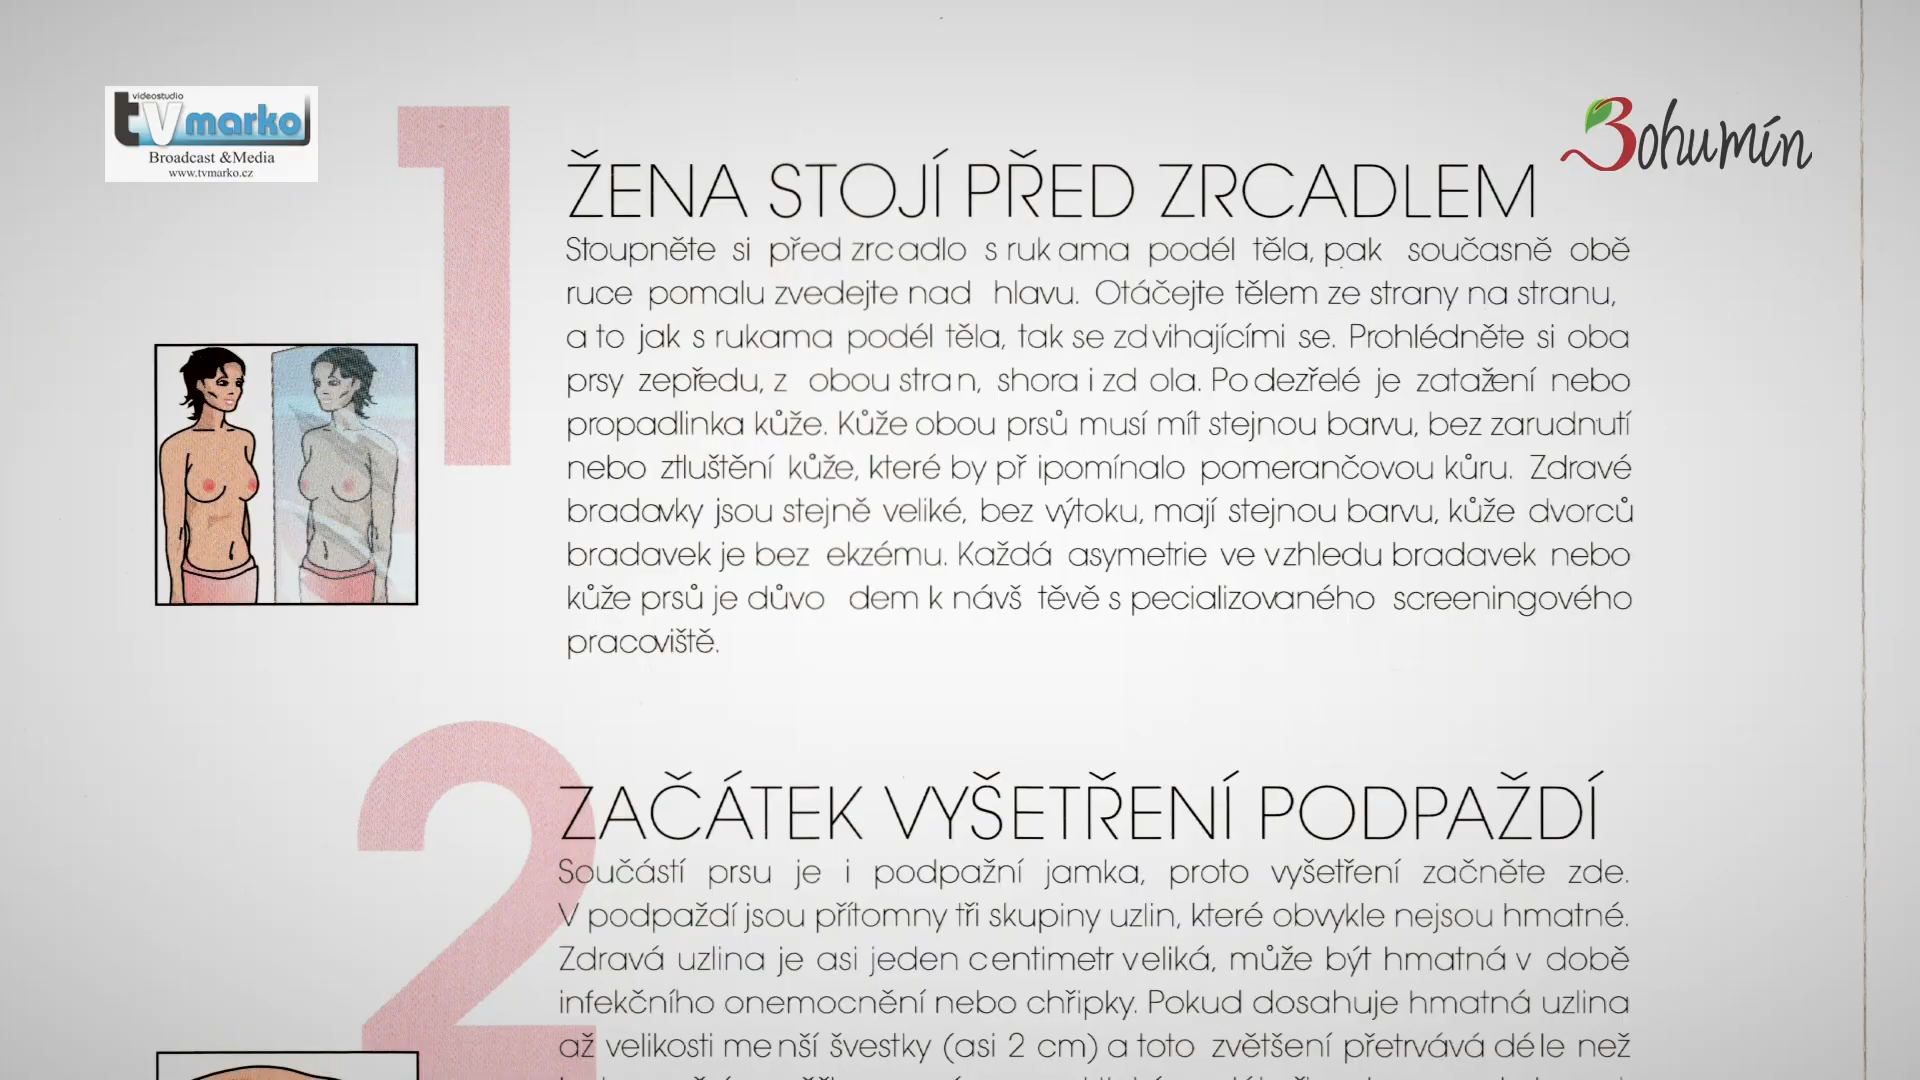 videostudio
tvmarko
Broadcast &Media
www.tvmarko.cz
Bohumín
1
ŽENA STOJÍ PŘED ZRCADLEM
Stoupněte si před zrcadlo s rukama podél těla, pak současně obě
ruce pomalu zvedejte nad hlavu. Otáčejte tělem ze strany na stranu,
a to jak s rukama podél těla, tak se zdvihajícími se. Prohlédněte si oba
prsy zepředu, z obou stran, shora i zdola. Podezřelé je zatažení nebo
propadlinka kůže. Kůže obou prsů musí mít stejnou barvu, bez zarudnutí
nebo ztluštění kůže, které by připomínalo pomerančovou kůru. Zdravé
bradavky jsou stejně veliké, bez výtoku, mají stejnou barvu, kůže dvorců
bradavek je bez ekzému. Každá asymetrie ve vzhledu bradavek nebo
kůže prsů je důvodem k návštěvě specializovaného screeningového
pracoviště.
2
ZAČÁTEK VYŠETŘENÍ PODPAŽDÍ
Součástí prsu je i podpažní jamka, proto vyšetření začněte zde.
V podpaždí jsou přítomny tři skupiny uzlin, které obvykle nejsou hmatné.
Zdravá uzlina je asi jeden centimetr veliká, může být hmatná v době
infekčního onemocnění nebo chřipky. Pokud dosahuje hmatná uzlina
až velikosti menší švestky (asi 2 cm) a toto zvětšení přetrvává déle než